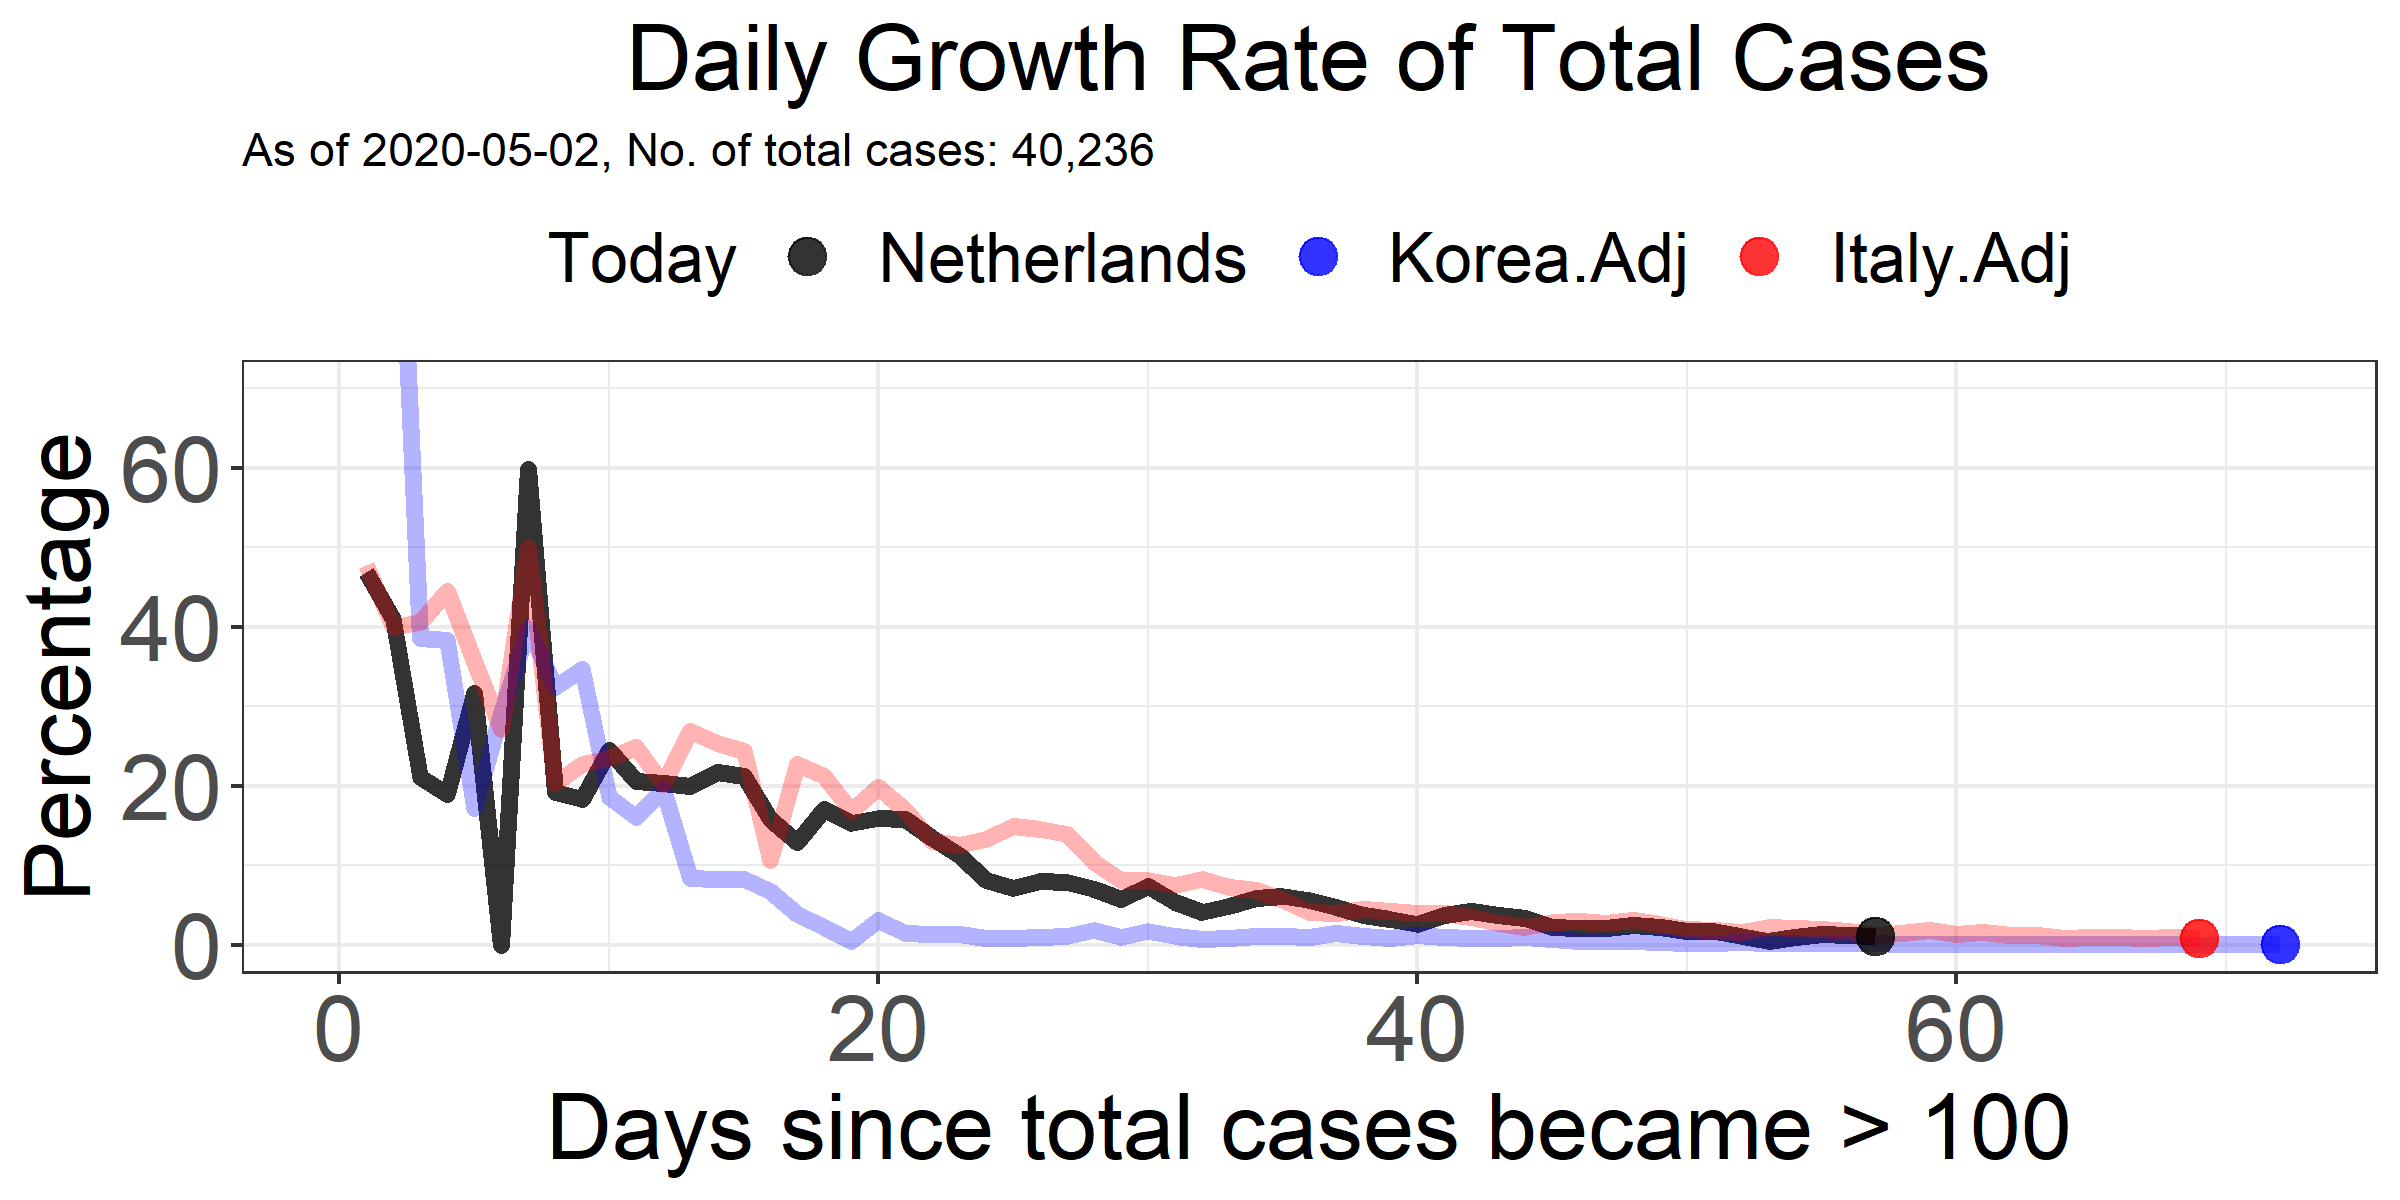 Daily Growth Rate of Total Cases
As of 2020-05-02, No. of total cases: 40,236
Today Netherlands Korea.Adj Italy.Adj
Percentage
60
40
20
0
0 20 40 60
Days since total cases became > 100